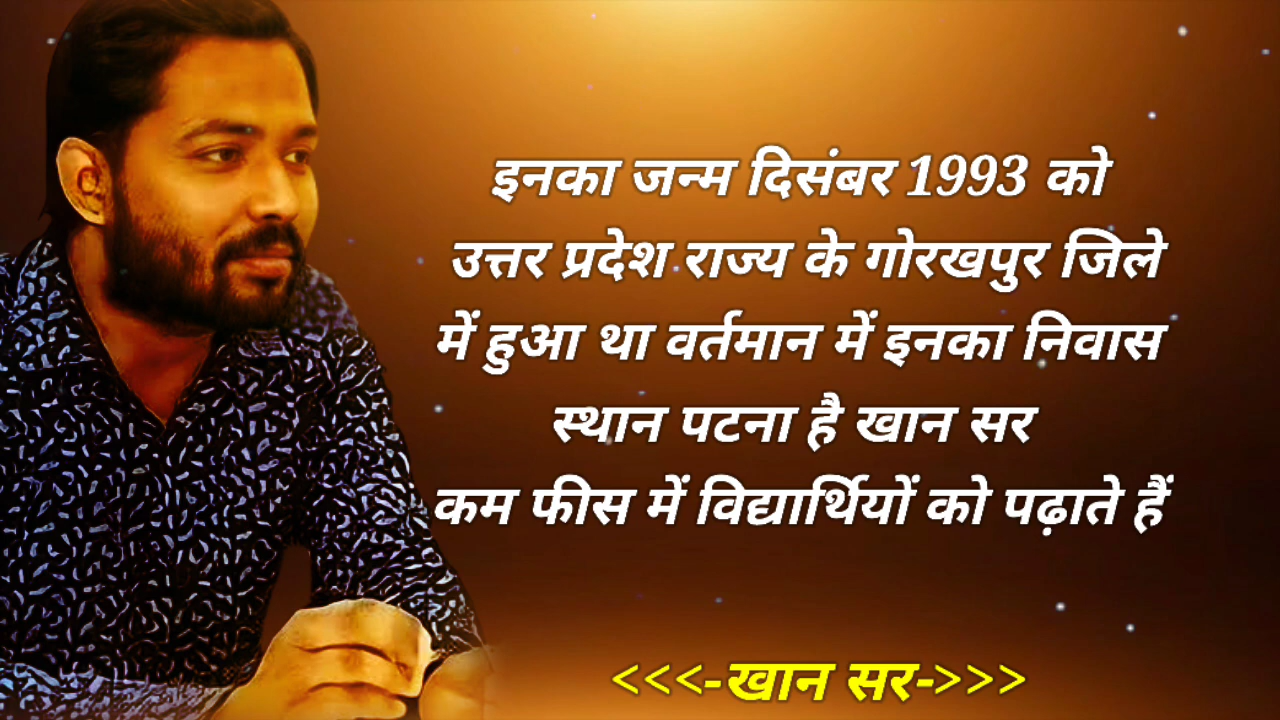 इनका जन्म दिसंबर 1993 को
उत्तर प्रदेश राज्य के गोरखपुर जिले
में हुआ था वर्तमान में इनका निवास
स्थान पटना है खान सर
कम फीस में विद्यार्थियों को पढ़ाते हैं
<<<-खान सर->>>